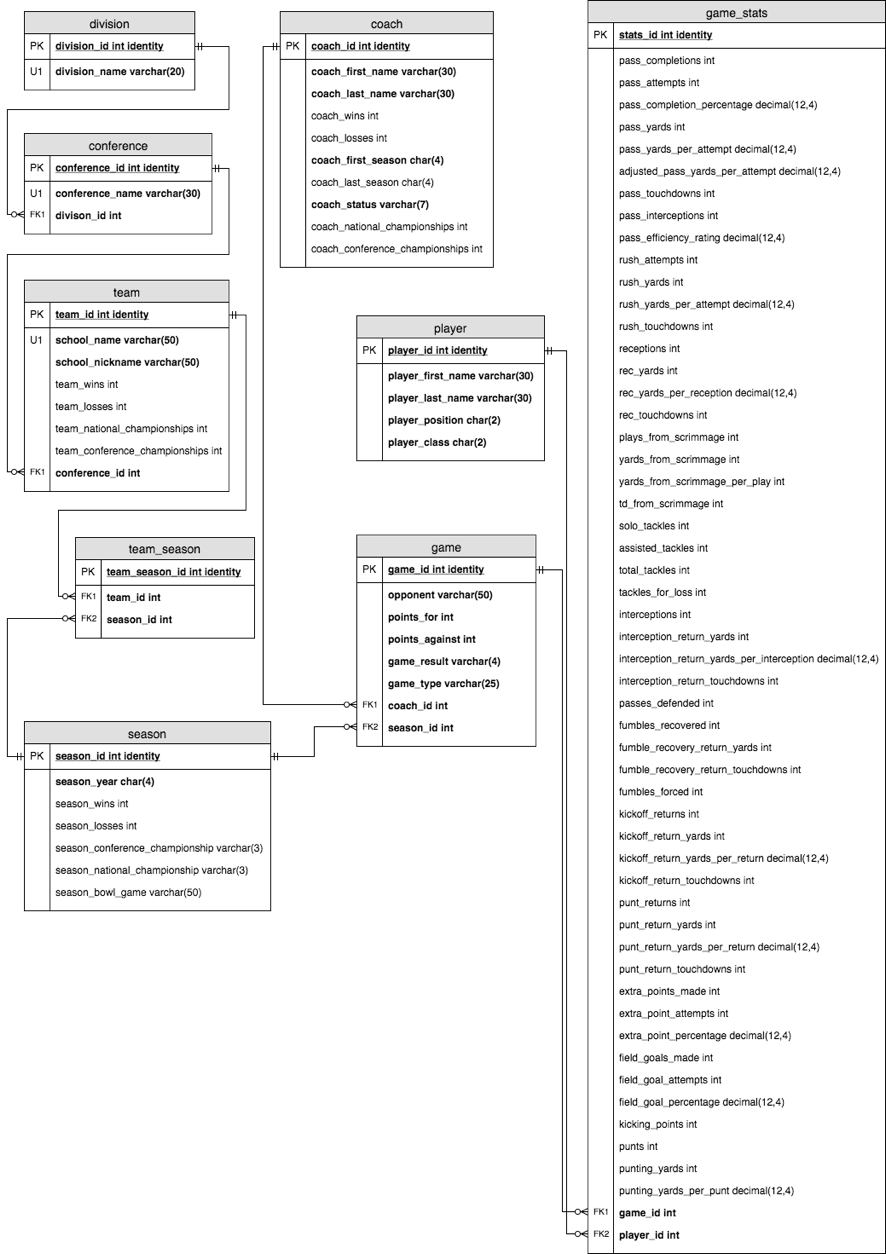 division
PK division_id int identity
U1 division_name varchar(20)
conference
PK conference_id int identity
U1 conference_name varchar(30)
FK1 divison_id int
team
PK team_id int identity
U1 school_name varchar(50)
school_nickname varchar(50)
team_wins int
team_losses int
team_national_championships int
team_conference_championships int
FK1 conference_id int
team_season
PK team_season_id int identity
FK1 team_id int
FK2 season_id int
season
PK season_id int identity
season_year char(4)
season_wins int
season_losses int
season_conference_championship varchar(3)
season_national_championship varchar(3)
season_bowl_game varchar(50)
coach
PK coach_id int identity
coach_first_name varchar(30)
coach_last_name varchar(30)
coach_wins int
coach_losses int
coach_first_season char(4)
coach_last_season char(4)
coach_status varchar(7)
coach_national_championships int
coach_conference_championships int
player
PK player_id int identity
player_first_name varchar(30)
player_last_name varchar(30)
player_position char(2)
player_class char(2)
game
PK game_id int identity
opponent varchar(50)
points_for int
points_against int
game_result varchar(4)
game_type varchar(25)
FK1 coach_id int
FK2 season_id int
game_stats
PK stats_id int identity
pass_completions int
pass_attempts int
pass_completion_percentage decimal(12,4)
pass_yards int
pass_yards_per_attempt decimal(12,4)
adjusted_pass_yards_per_attempt decimal(12,4)
pass_touchdowns int
pass_interceptions int
pass_efficiency_rating decimal(12,4)
rush_attempts int
rush_yards int
rush_yards_per_attempt decimal(12,4)
rush_touchdowns int
receptions int
rec_yards int
rec_yards_per_reception decimal(12,4)
rec_touchdowns int
plays_from_scrimmage int
yards_from_scrimmage int
yards_from_scrimmage_per_play int
td_from_scrimmage int
solo_tackles int
assisted_tackles int
total_tackles int
tackles_for_loss int
interceptions int
interception_return_yards int
interception_return_yards_per_interception decimal(12,4)
interception_return_touchdowns int
passes_defended int
fumbles_recovered int
fumble_recovery_return_yards int
fumble_recovery_return_touchdowns int
fumbles_forced int
kickoff_returns int
kickoff_return_yards int
kickoff_return_yards_per_return decimal(12,4)
kickoff_return_touchdowns int
punt_returns int
punt_return_yards int
punt_return_yards_per_return decimal(12,4)
punt_return_touchdowns int
extra_points_made int
extra_point_attempts int
extra_point_percentage decimal(12,4)
field_goals_made int
field_goal_attempts int
field_goal_percentage decimal(12,4)
kicking_points int
punts int
punting_yards int
punting_yards_per_punt decimal(12,4)
FK1 game_id int
FK2 player_id int